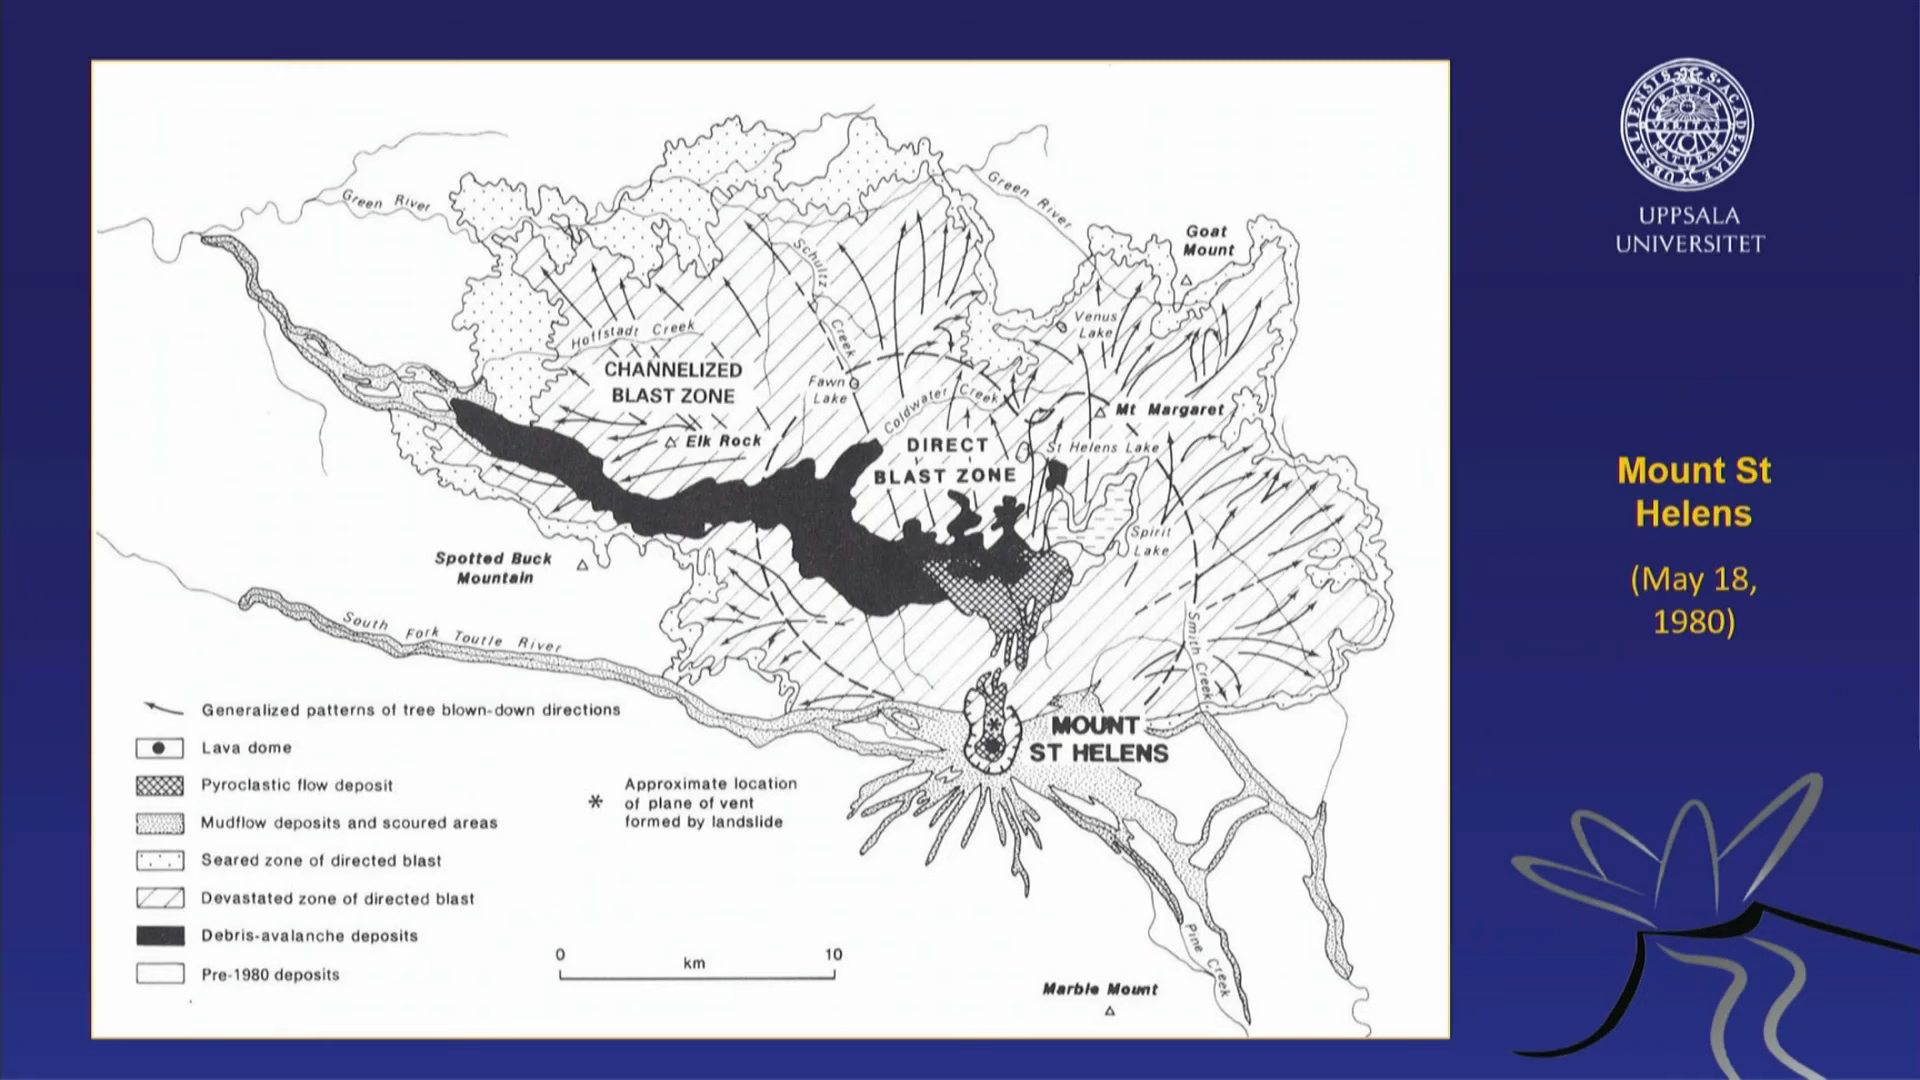 Green River
Green River
Goat
Mount
Schultz
Creek
Hoffstadt Creek
Venus
Lake
CHANNELIZED
BLAST ZONE
Fawn
Lake
Coldwater Creek
Mt Margaret
Elk Rock
DIRECT
BLAST ZONE
St Helens Lake
Spirit
Lake
Spotted Buck
Mountain
South Fork Toutle River
Smith Creek
MOUNT
ST HELENS
Generalized patterns of tree blown-down directions
Lava dome
Pyroclastic flow deposit
Mudflow deposits and scoured areas
Seared zone of directed blast
Devastated zone of directed blast
Debris-avalanche deposits
Pre-1980 deposits
* Approximate location
of plane of vent
formed by landslide
0 km 10
Pine Creek
Marble Mount
UPPSALA
UNIVERSITET
Mount St
Helens
(May 18,
1980)